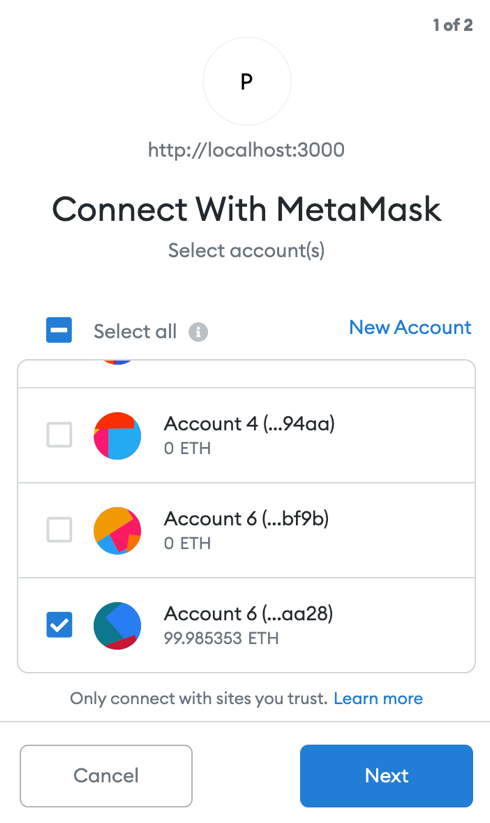 1 of 2
P
http://localhost:3000
Connect With MetaMask
Select account(s)
Select all
New Account
Account 4 (...94aa)
0 ETH
Account 6 (...bf9b)
0 ETH
Account 6 (...aa28)
99.985353 ETH
Only connect with sites you trust. Learn more
Cancel
Next